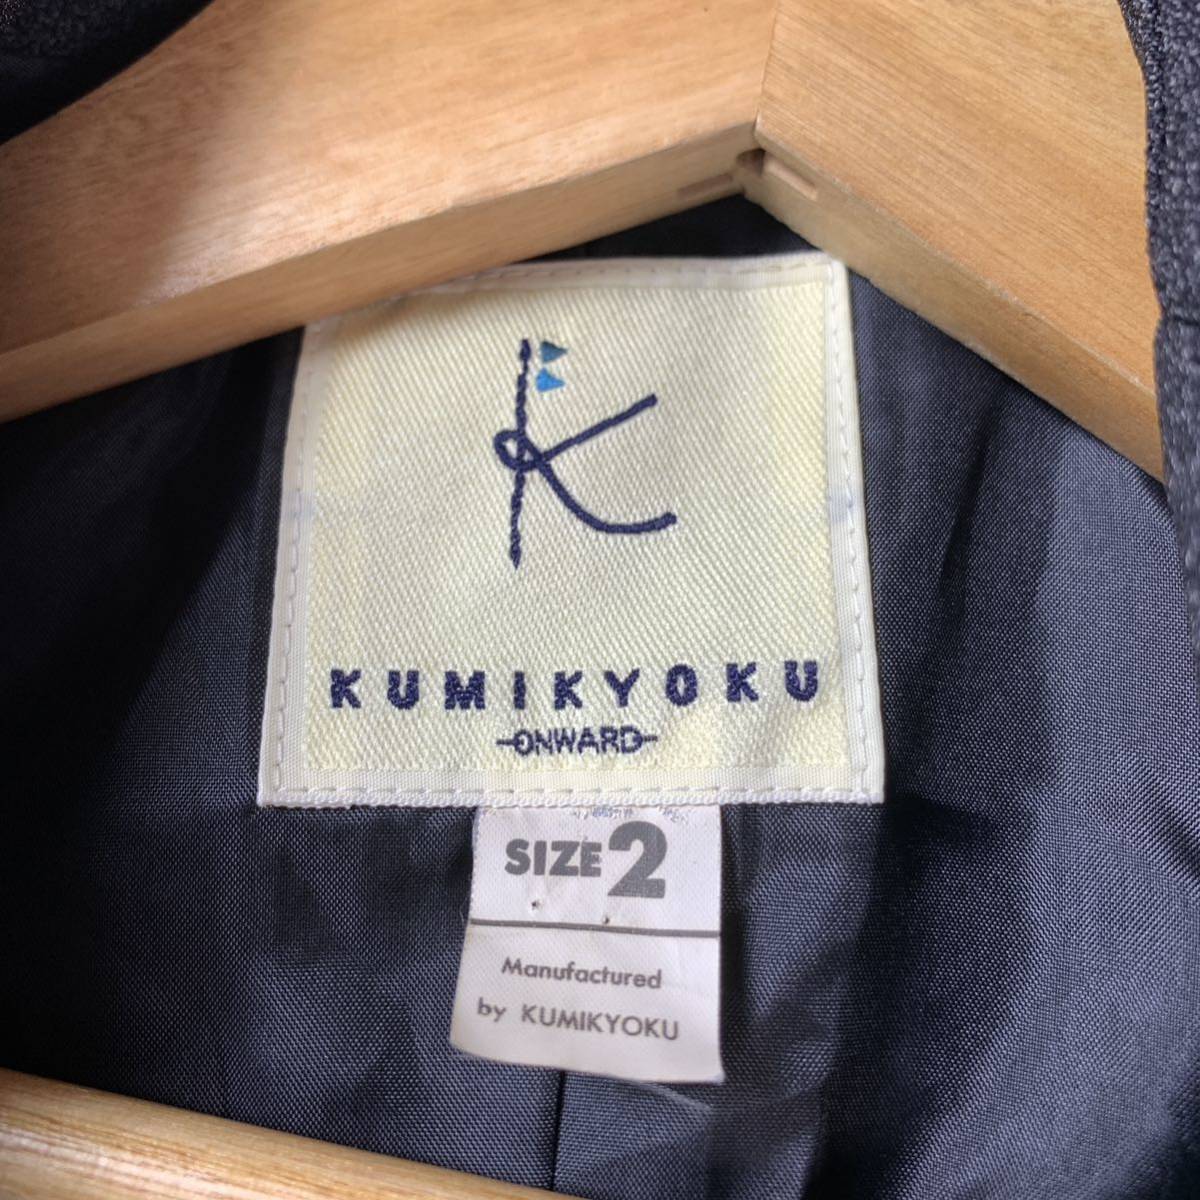 K
KUMIKYOKU
ONWARD
SIZE 2
Manufactured
by KUMIKYOKU